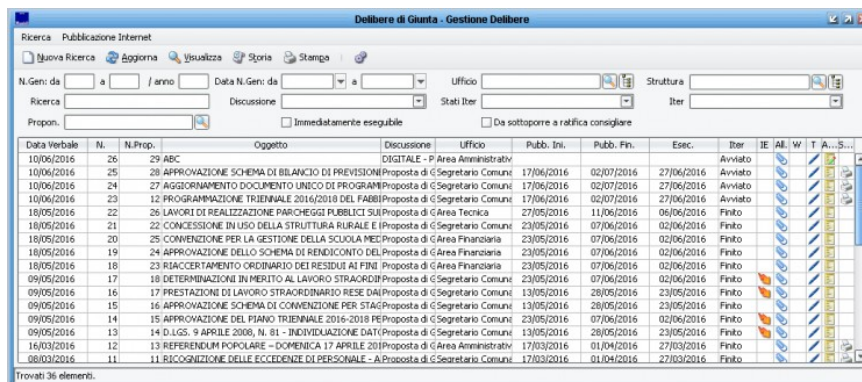 Delibere di Giunta - Gestione Delibere
Ricerca Pubblicazione Internet
Nuova Ricerca Aggiorna Visualizza Storia Stampa
N.Gen: da a / anno Data N.Gen: da a Ufficio Struttura
Ricerca Discussione Stati Iter Iter
Propon. Immediatamente eseguibile Da sottoporre a ratifica consigliare
Data Verbale N. N.Prop. Oggetto Discussione Ufficio Pubb. Ini. Pubb. Fin. Esec. Iter IE All. W T A... S...
10/06/2016 26 29 ABC DIGITALE - P Area Amministrativ Avviato
10/06/2016 25 28 APPROVAZIONE SCHEMA DI BILANCIO DI PREVISIONE Proposta di G Segretario Comuna 17/06/2016 02/07/2016 27/06/2016 Avviato
10/06/2016 24 27 AGGIORNAMENTO DOCUMENTO UNICO DI PROGRAM Proposta di G Segretario Comuna 17/06/2016 02/07/2016 27/06/2016 Avviato
10/06/2016 23 12 PROGRAMMAZIONE TRIENNALE 2016/2018 DEL FABBI Proposta di G Segretario Comuna 17/06/2016 02/07/2016 27/06/2016 Avviato
18/05/2016 22 26 LAVORI DI REALIZZAZIONE PARCHEGGI PUBBLICI SUI Proposta di G Area Tecnica 27/05/2016 11/06/2016 06/06/2016 Finito
18/05/2016 21 22 CONCESSIONE IN USO DELLA STRUTTURA RURALE E Proposta di G Segretario Comuna 23/05/2016 07/06/2016 02/06/2016 Finito
18/05/2016 20 25 CONVENZIONE PER LA GESTIONE DELLA SCUOLA MED Proposta di G Area Finanziaria 23/05/2016 07/06/2016 02/06/2016 Finito
18/05/2016 19 24 APPROVAZIONE DELLO SCHEMA DI RENDICONTO DEL Proposta di G Area Finanziaria 23/05/2016 07/06/2016 02/06/2016 Finito
18/05/2016 18 23 RIACCERTAMENTO ORDINARIO DEI RESIDUI AI FINI Proposta di G Area Finanziaria 23/05/2016 07/06/2016 02/06/2016 Finito
09/05/2016 17 18 DETERMINAZIONI IN MERITO AL LAVORO STRAORDI Proposta di G Segretario Comuna 23/05/2016 07/06/2016 02/06/2016 Finito
09/05/2016 16 17 PRESTAZIONI DI LAVORO STRAORDINARIO RESE DAI Proposta di G Segretario Comuna 13/05/2016 28/05/2016 23/05/2016 Finito
09/05/2016 15 16 APPROVAZIONE SCHEMA DI CONVENZIONE PER STAG Proposta di G Segretario Comuna 13/05/2016 28/05/2016 23/05/2016 Finito
09/05/2016 14 15 APPROVAZIONE DEL PIANO TRIENNALE 2016-2018 PE Proposta di G Segretario Comuna 23/05/2016 07/06/2016 02/06/2016 Finito
09/05/2016 13 14 D.LGS. 9 APRILE 2008, N. 81 - INDIVIDUAZIONE DATO Proposta di G Segretario Comuna 13/05/2016 28/05/2016 23/05/2016 Finito
16/03/2016 12 13 REFERENDUM POPOLARE – DOMENICA 17 APRILE 201 Proposta di G Area Amministrativ 17/03/2016 01/04/2016 27/03/2016 Finito
08/03/2016 11 11 RICOGNIZIONE DELLE ECCEDENZE DI PERSONALE - A Proposta di G Segretario Comuna 17/03/2016 01/04/2016 27/03/2016 Finito
Trovati 36 elementi.